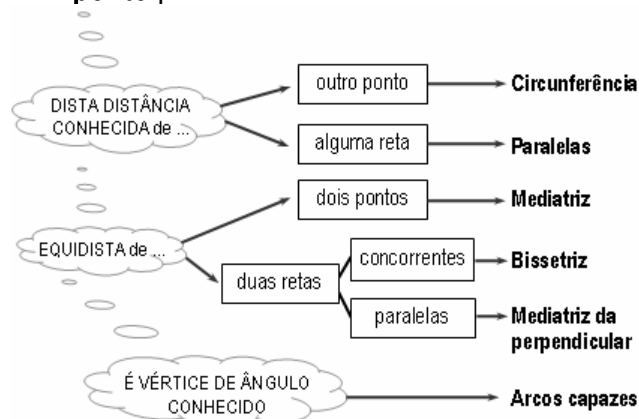 outro ponto
Circunferência
DISTA DISTÂNCIA
CONHECIDA de ...
alguma reta
Paralelas
dois pontos
Mediatriz
EQUIDISTA de ...
concorrentes
Bissetriz
duas retas
paralelas
Mediatriz da
perpendicular
É VÉRTICE DE ÂNGULO
CONHECIDO
Arcos capazes